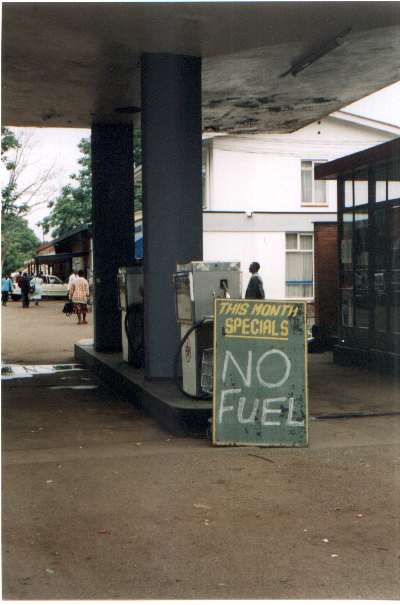 THIS MONTH
SPECIALS
NO
FUEL